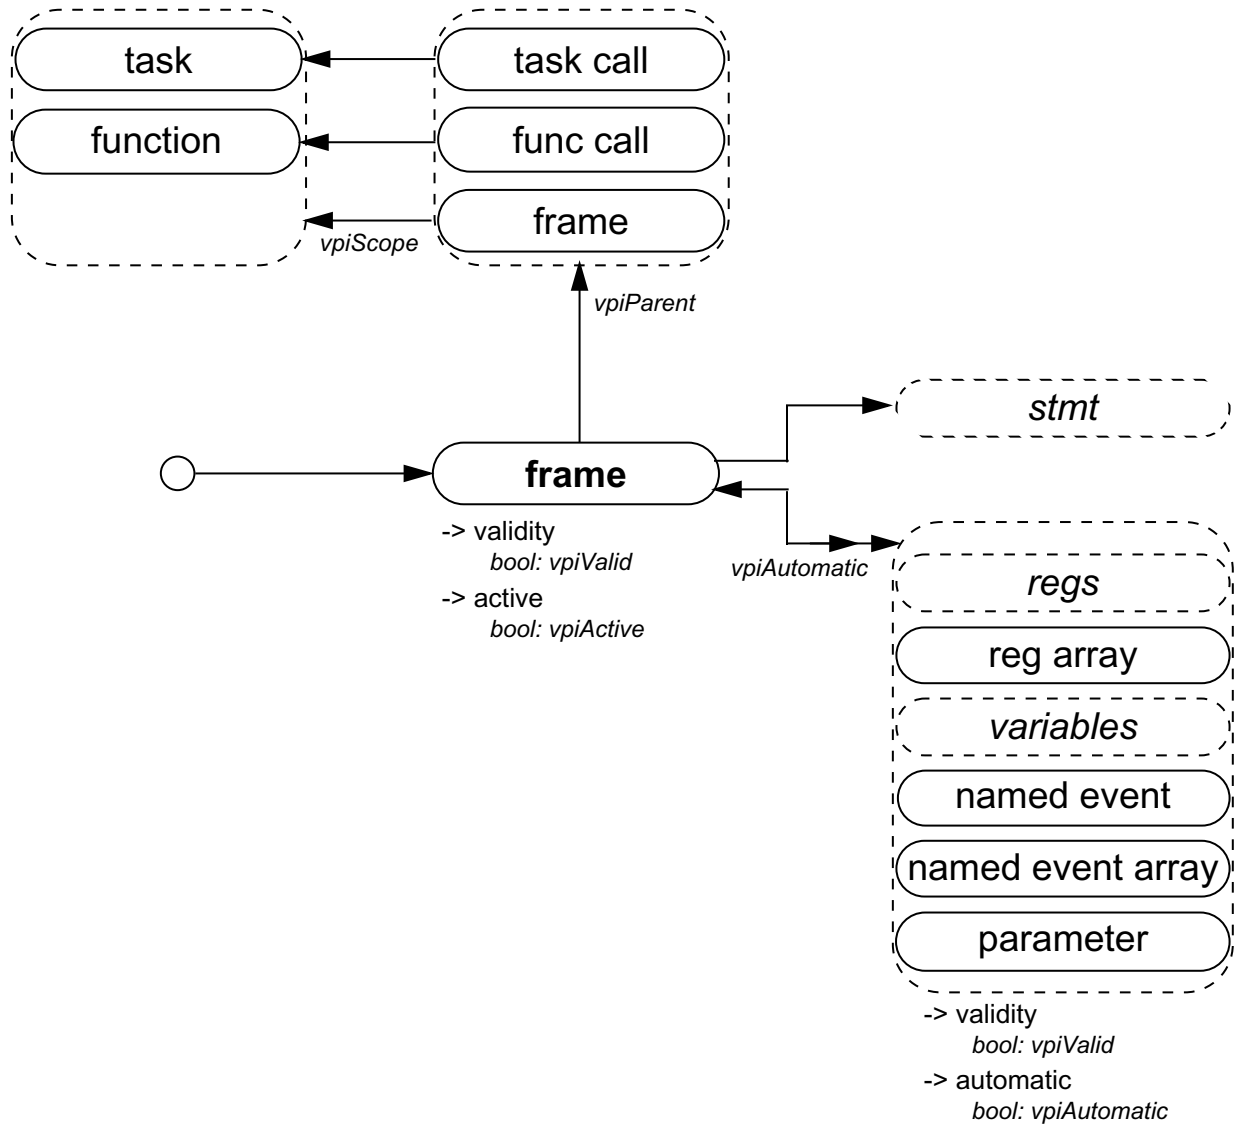 task
task call
function
func call
frame
vpiScope
vpiParent
stmt
frame
-> validity
bool: vpiValid
-> active
bool: vpiActive
vpiAutomatic
regs
reg array
variables
named event
named event array
parameter
-> validity
bool: vpiValid
-> automatic
bool: vpiAutomatic